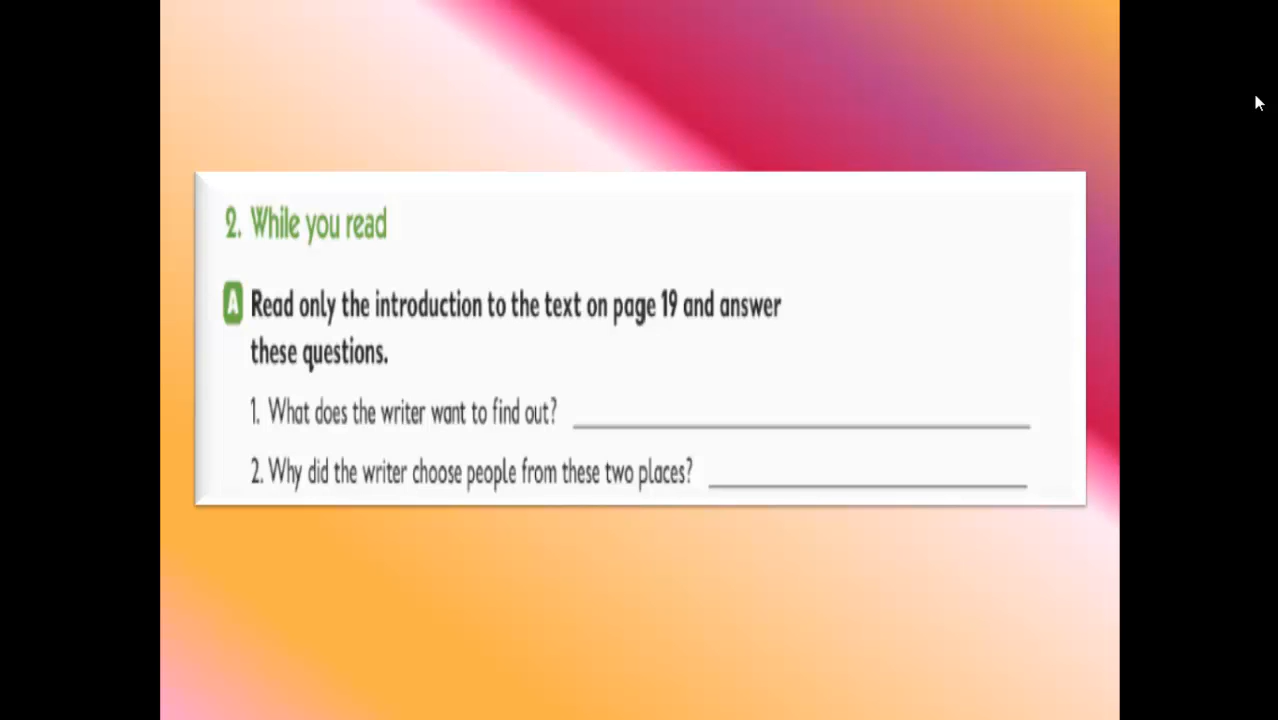 2. While you read
A Read only the introduction to the text on page 19 and answer
these questions.
1. What does the writer want to find out?
2. Why did the writer choose people from these two places?